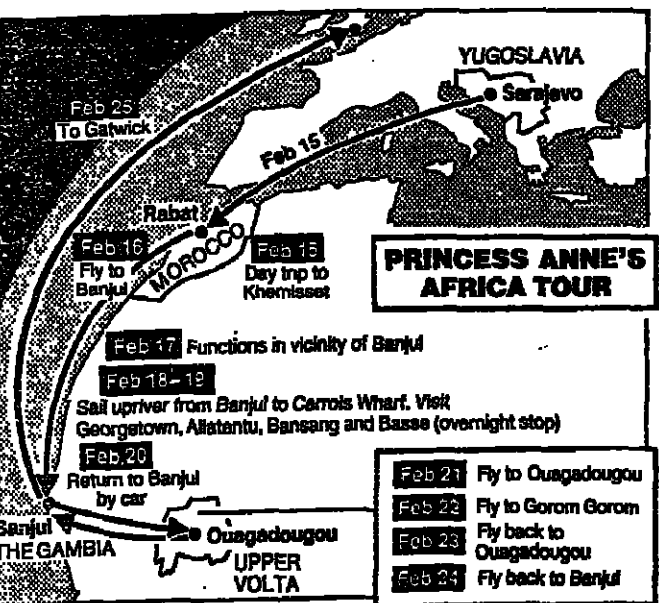 YUGOSLAVIA
Sarajevo
Feb 25
To Gatwick
Feb 15
Rabat
MOROCCO
Feb 16
Fly to
Banjul
Feb 15
Day trip to
Khemisset
PRINCESS ANNE'S
AFRICA TOUR
Feb 17 Functions in vicinity of Banjul
Feb 18-19
Sail upriver from Banjul to Carrols Wharf. Visit
Georgetown, Allatantu, Bansang and Basse (overnight stop)
Feb 20
Return to Banjul
by car
Banjul
THE GAMBIA
Ouagadougou
UPPER
VOLTA
Feb 21 Fly to Ouagadougou
Feb 22 Fly to Gorom Gorom
Feb 23 Fly back to
Ouagadougou
Feb 24 Fly back to Banjul